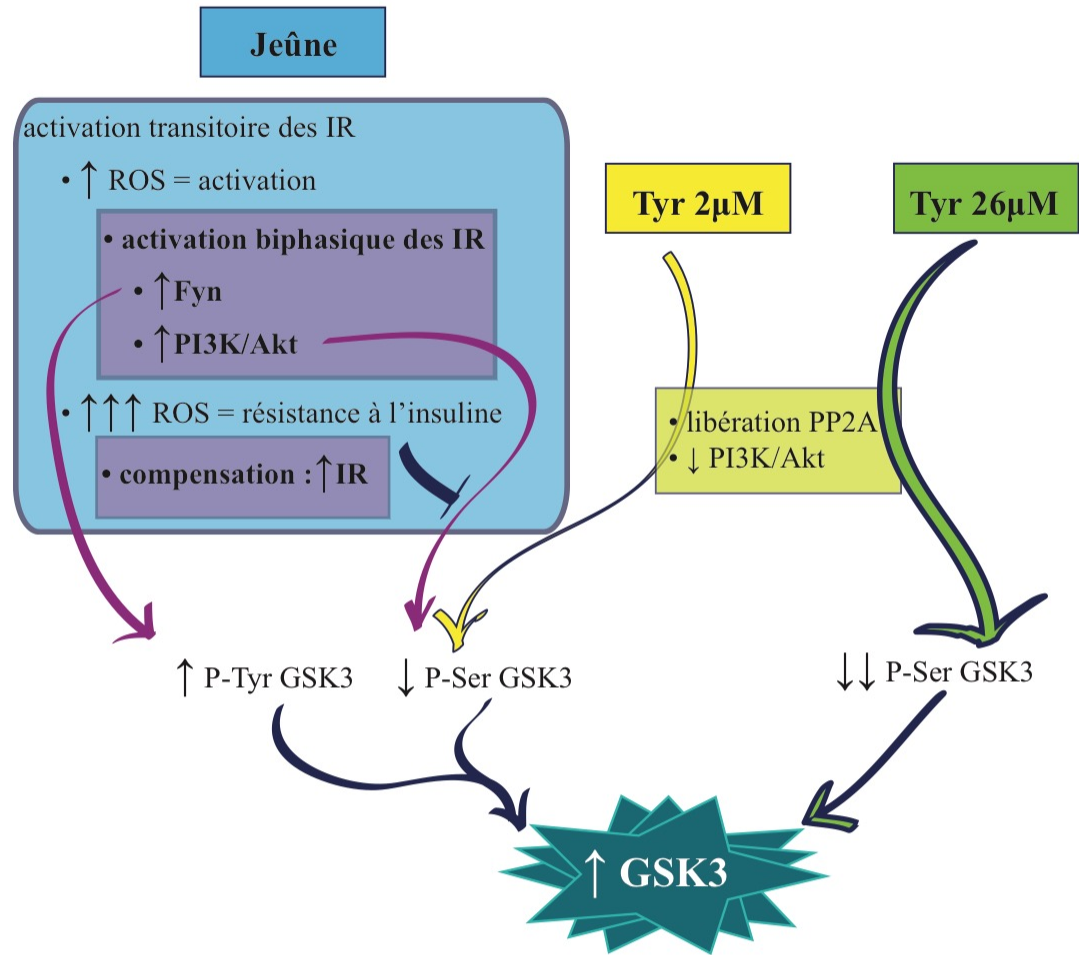 Jeûne
activation transitoire des IR
• ↑ ROS = activation
• activation biphasique des IR
• ↑Fyn
• ↑PI3K/Akt
• ↑↑↑ ROS = résistance à l’insuline
• compensation : ↑IR
Tyr 2µM
Tyr 26µM
• libération PP2A
• ↓ PI3K/Akt
↑ P-Tyr GSK3
↓ P-Ser GSK3
↓↓ P-Ser GSK3
↑ GSK3